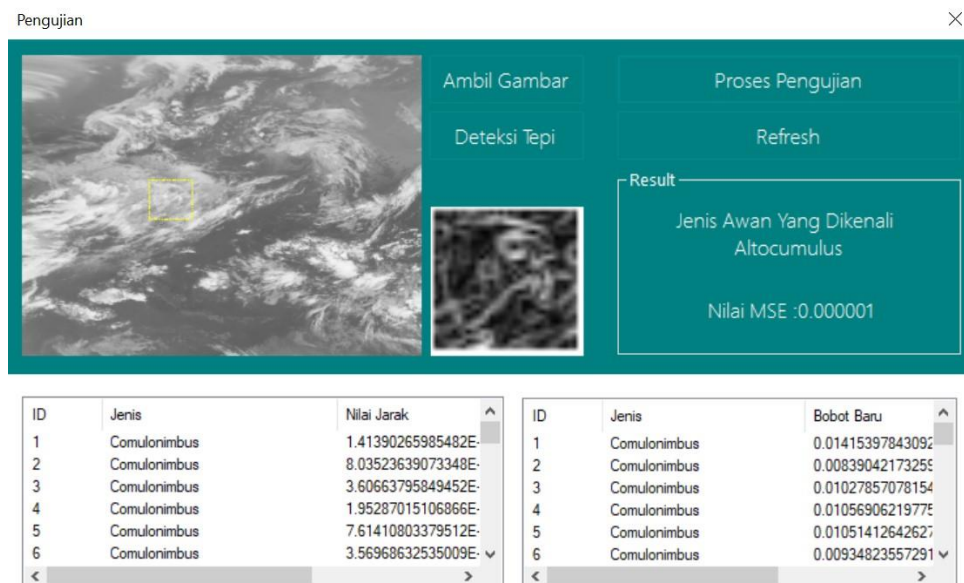 Pengujian
Ambil Gambar
Proses Pengujian
Deteksi Tepi
Refresh
Result
Jenis Awan Yang Dikenali
Altocumulus
Nilai MSE :0.000001
ID Jenis Nilai Jarak
1 Comulonimbus 1.41390265985482E-
2 Comulonimbus 8.03523639073348E-
3 Comulonimbus 3.60663795849452E-
4 Comulonimbus 1.95287015106866E-
5 Comulonimbus 7.61410803379512E-
6 Comulonimbus 3.56968632535009E-
ID Jenis Bobot Baru
1 Comulonimbus 0.01415397843092
2 Comulonimbus 0.00839042173259
3 Comulonimbus 0.01027857078154
4 Comulonimbus 0.01056906219775
5 Comulonimbus 0.01051412642627
6 Comulonimbus 0.00934823557291